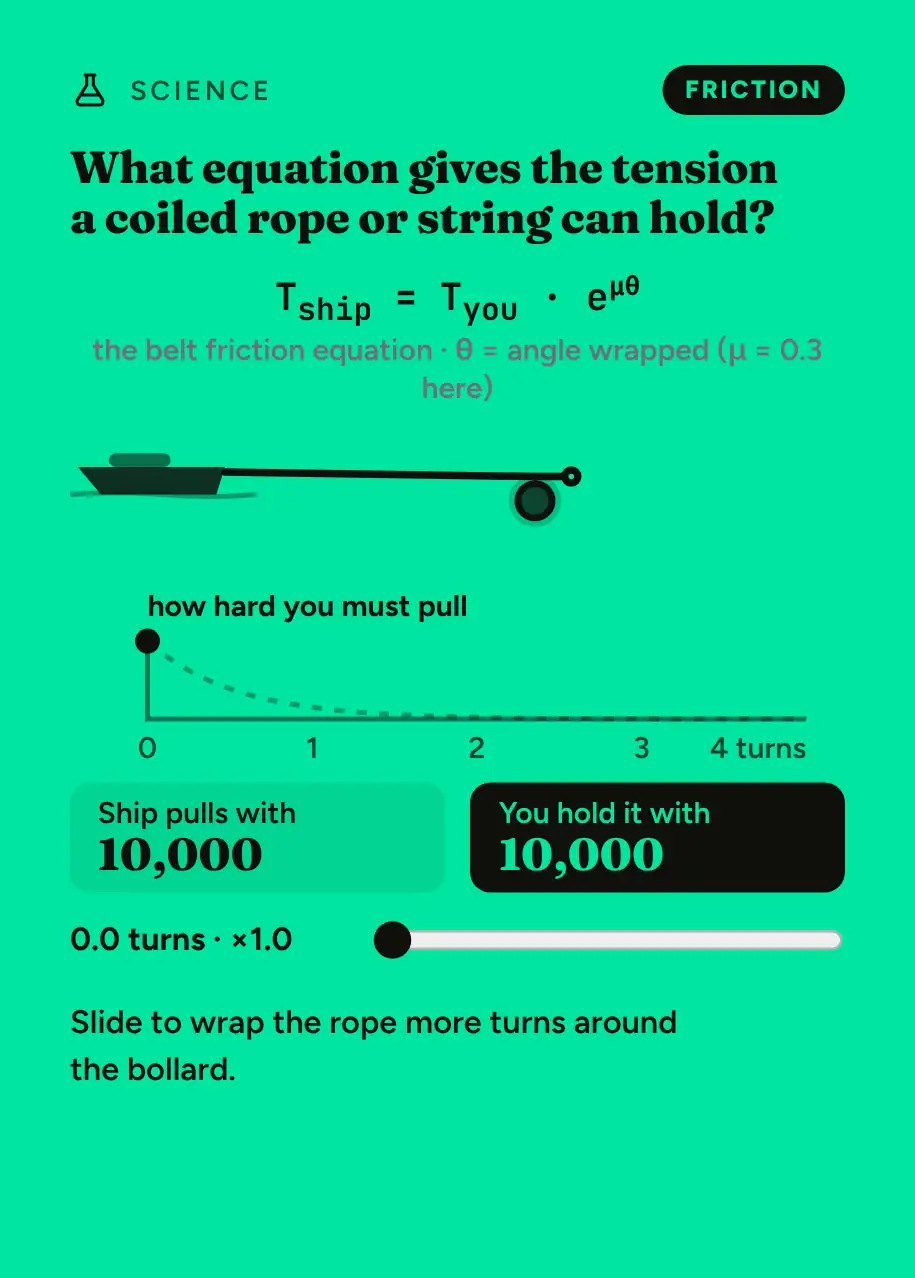 SCIENCE
FRICTION
What equation gives the tension
a coiled rope or string can hold?
Tship = Tyou · eμθ
the belt friction equation · θ = angle wrapped (μ = 0.3
here)
how hard you must pull
0 1 2 3 4 turns
Ship pulls with
10,000
You hold it with
10,000
0.0 turns · ×1.0
Slide to wrap the rope more turns around
the bollard.